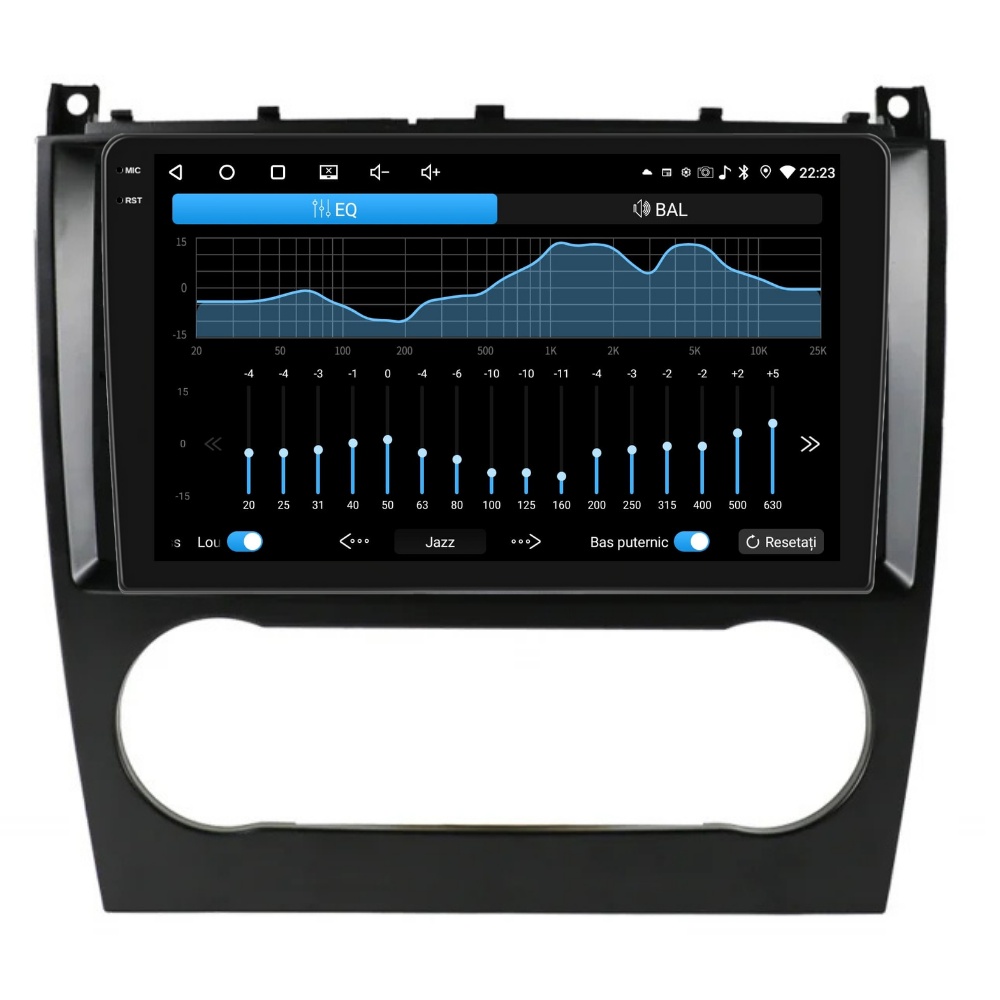 MIC
RST
22:23
EQ
BAL
15
0
-15
20 50 100 200 500 1K 2K 5K 10K 25K
-4 -4 -3 -1 0 -4 -6 -10 -10 -11 -4 -3 -2 -2 +2 +5
15
0
-15
20 25 31 40 50 63 80 100 125 160 200 250 315 400 500 630
s Lou Jazz Bas puternic Resetați